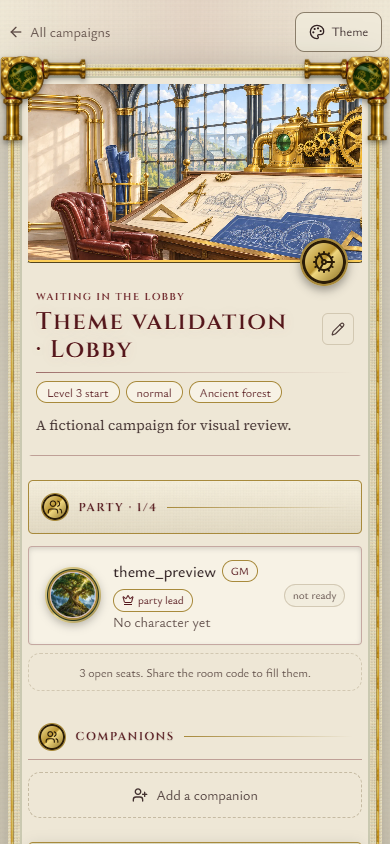 All campaigns
Theme
WAITING IN THE LOBBY
THEME VALIDATION
· LOBBY
Level 3 start
normal
Ancient forest
A fictional campaign for visual review.
PARTY · 1/4
theme_preview
GM
party lead
not ready
No character yet
3 open seats. Share the room code to fill them.
COMPANIONS
Add a companion